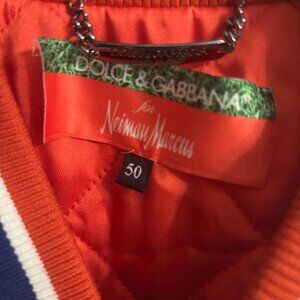 DOLCE & GABBANA
for
Neiman Marcus
50